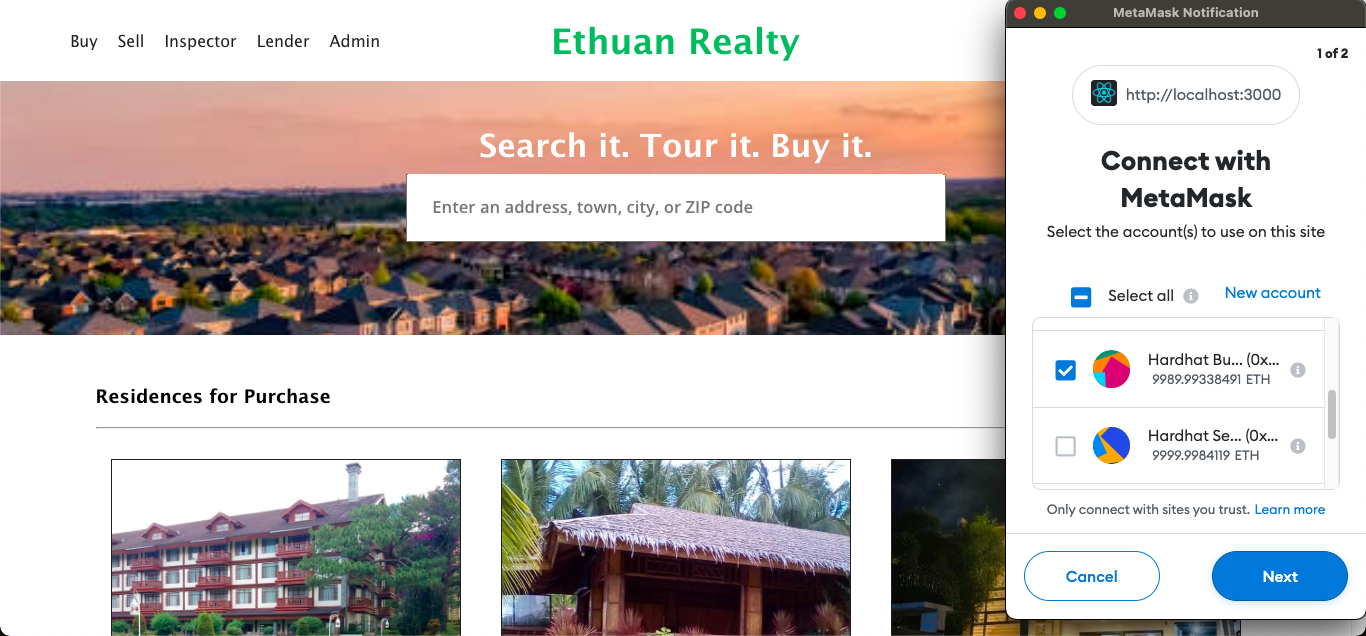 Buy Sell Inspector Lender Admin
Ethuan Realty
Search it. Tour it. Buy it.
Enter an address, town, city, or ZIP code
Residences for Purchase
MetaMask Notification
1 of 2
http://localhost:3000
Connect with
MetaMask
Select the account(s) to use on this site
Select all
New account
Hardhat Bu... (0x...
9989.99338491 ETH
Hardhat Se... (0x...
9999.9984119 ETH
Only connect with sites you trust. Learn more
Cancel
Next